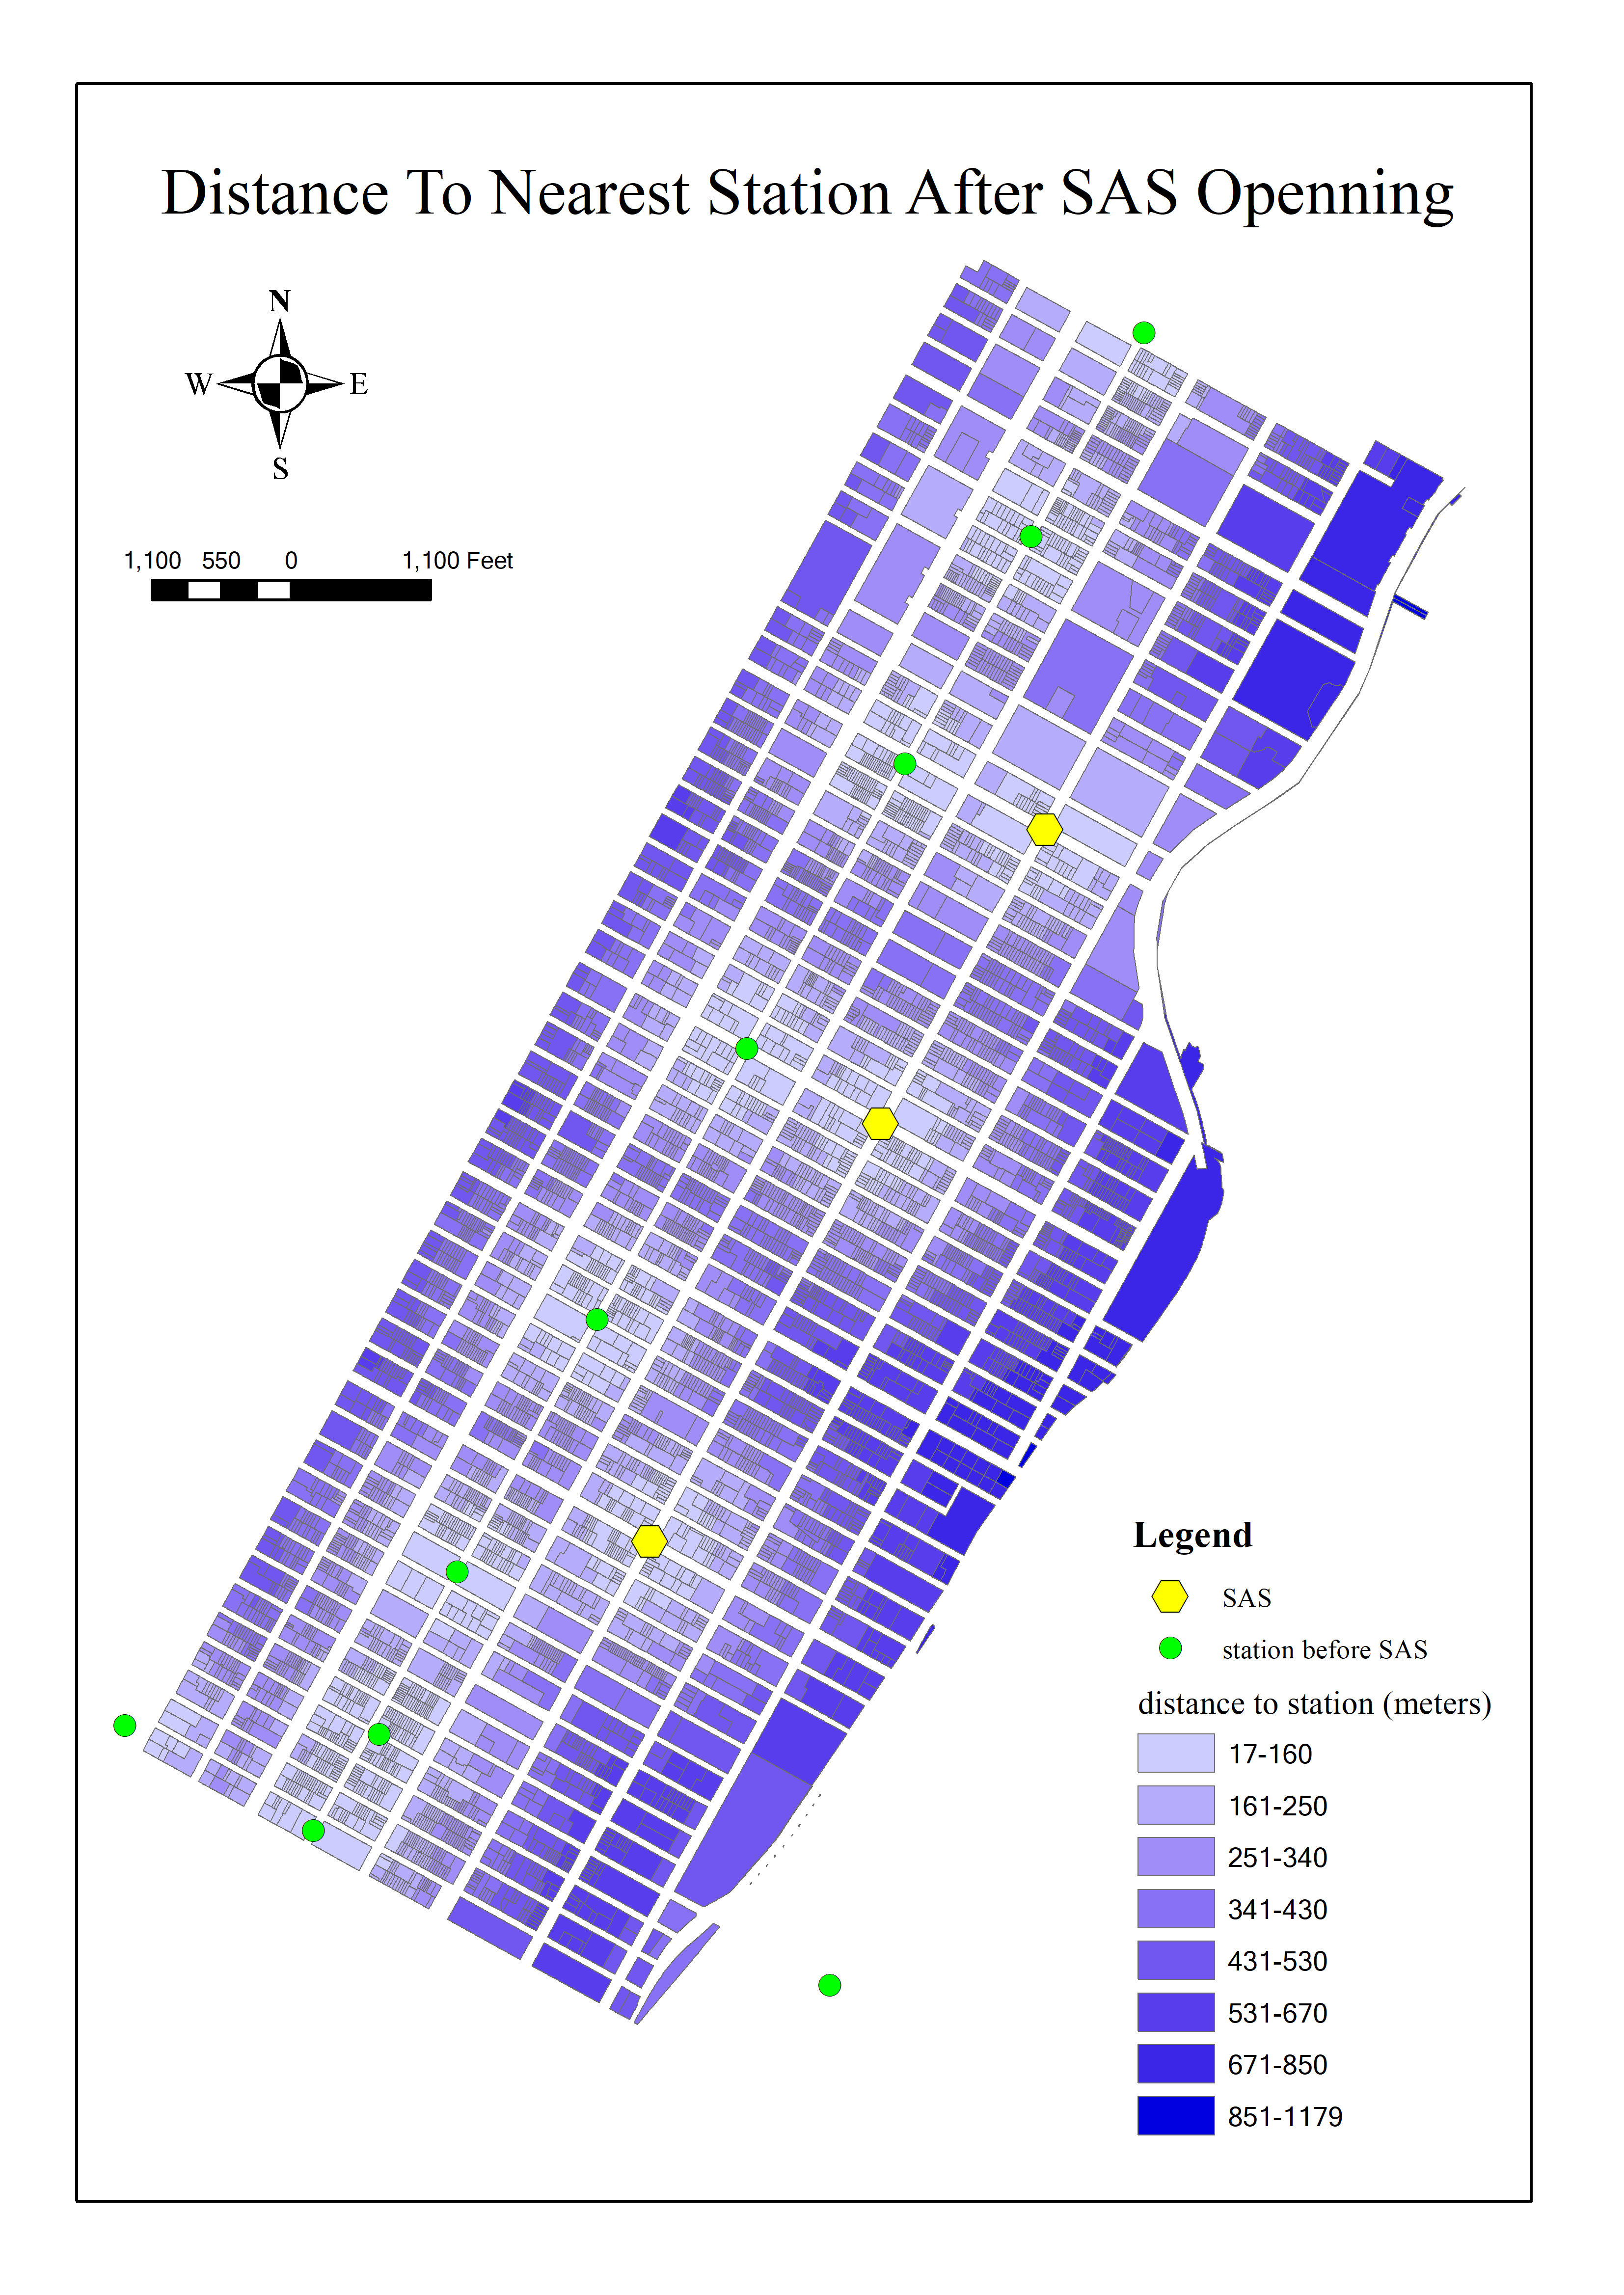 Distance To Nearest Station After SAS Openning
N
W E
S
1,100 550 0 1,100 Feet
Legend
SAS
station before SAS
distance to station (meters)
17-160
161-250
251-340
341-430
431-530
531-670
671-850
851-1179